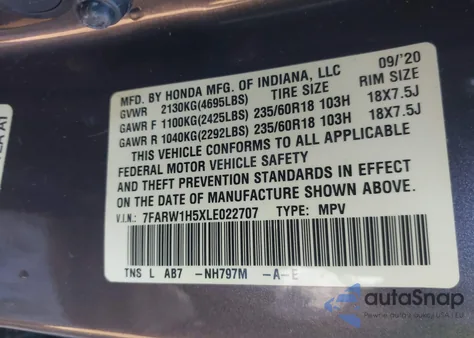 MFD. BY HONDA MFG. OF INDIANA, LLC 09/'20
GVWR 2130KG(4695LBS) TIRE SIZE RIM SIZE
GAWR F 1100KG(2425LBS) 235/60R18 103H 18X7.5J
GAWR R 1040KG(2292LBS) 235/60R18 103H 18X7.5J
THIS VEHICLE CONFORMS TO ALL APPLICABLE
FEDERAL MOTOR VEHICLE SAFETY
AND THEFT PREVENTION STANDARDS IN EFFECT
ON THE DATE OF MANUFACTURE SHOWN ABOVE.
V.I.N: 7FARW1H5XLE022707 TYPE: MPV
TNS L AB7 -NH797M -A-E
autoSnap